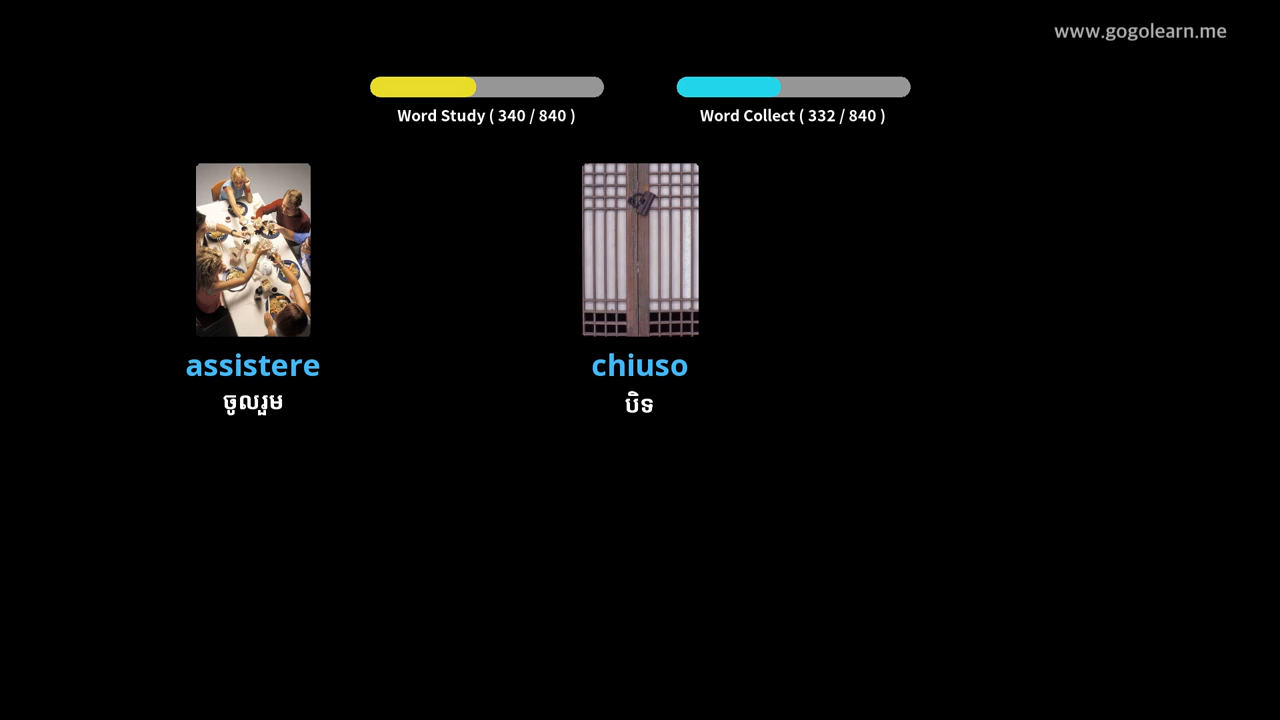 www.gogolearn.me
Word Study ( 340 / 840 )
Word Collect ( 332 / 840 )
assistere
ចូលរួម
chiuso
បិទ